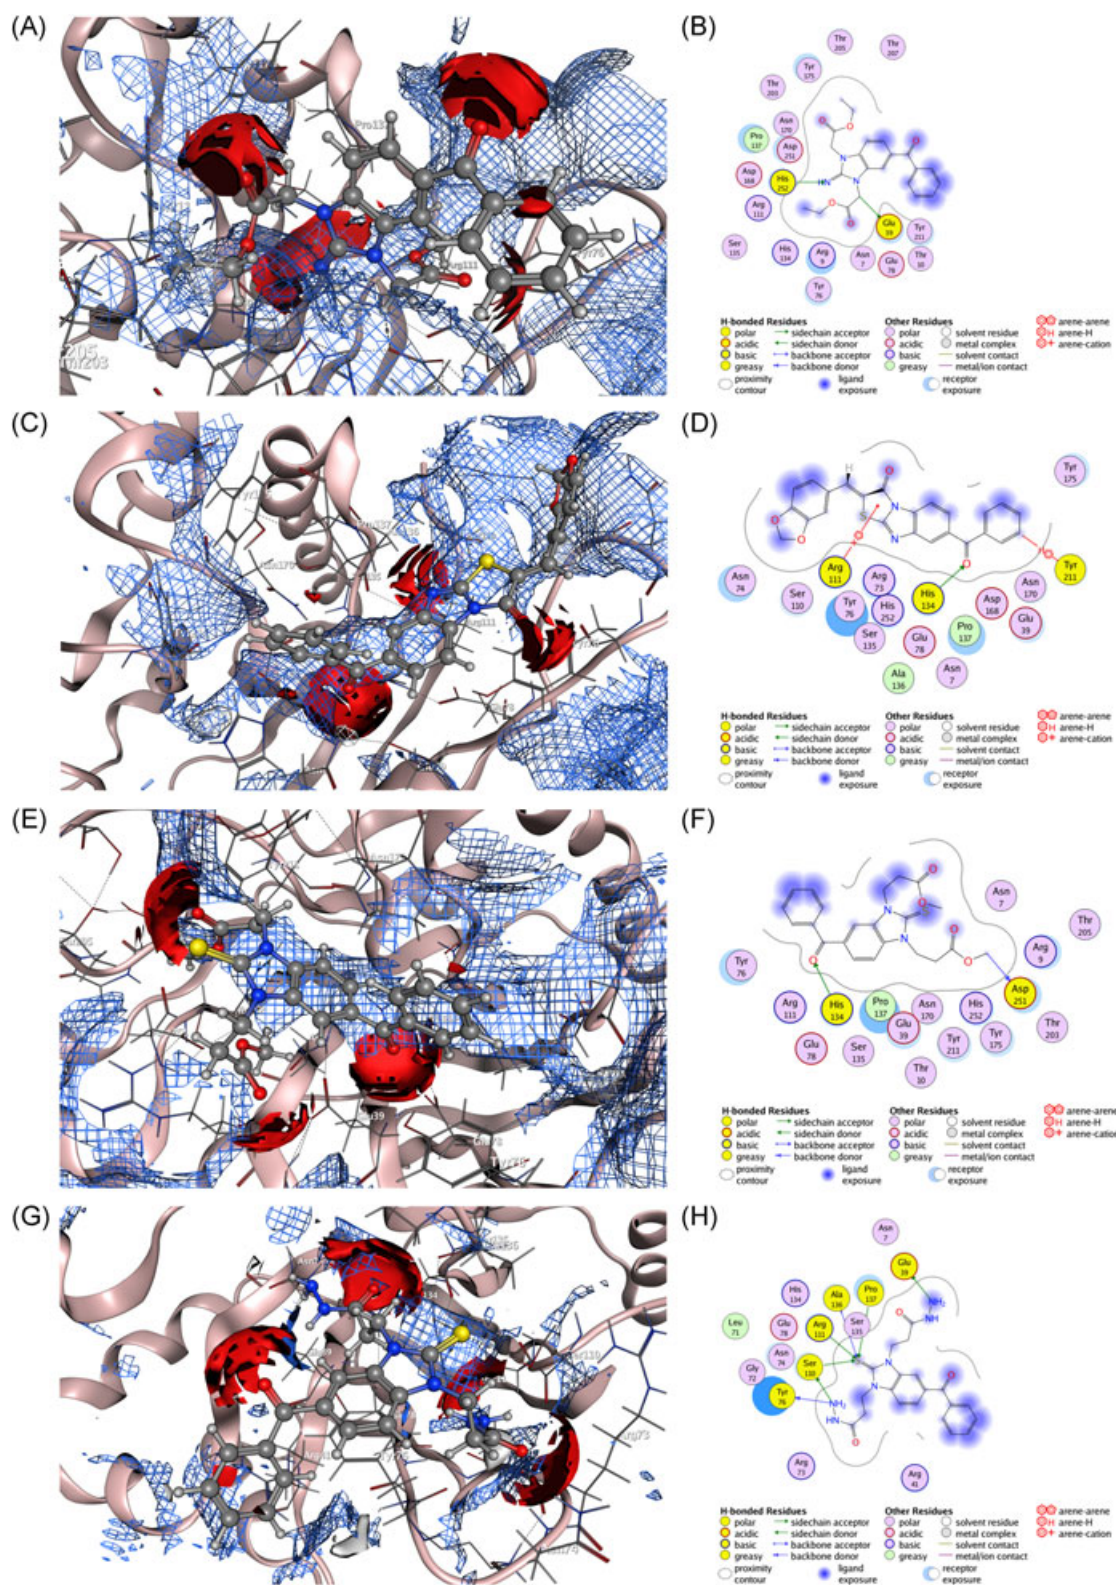 (A)
Pro137
Arg111
Tyr76
205
Thr203
(B)
Thr
205
Thr
207
Tyr
175
Thr
203
Asn
170
Pro
137
Asp
251
Asp
168
His
252
Arg
111
Glu
39
Tyr
211
Ser
135
His
134
Arg
9
Asn
7
Glu
78
Thr
10
Tyr
76
H-bonded Residues
polar
acidic
basic
greasy
sidechain acceptor
sidechain donor
backbone acceptor
backbone donor
proximity
contour
ligand
exposure
Other Residues
polar
acidic
basic
greasy
solvent residue
metal complex
solvent contact
metal/ion contact
receptor
exposure
arene-arene
arene-H
arene-cation
(C)
Asn170
Arg111
(D)
Tyr
175
Arg
111
Arg
73
His
134
Tyr
211
Asn
74
Ser
110
Tyr
76
His
252
Asp
168
Asn
170
Glu
39
Ser
135
Glu
78
Pro
137
Ala
136
Asn
7
H-bonded Residues
polar
acidic
basic
greasy
sidechain acceptor
sidechain donor
backbone acceptor
backbone donor
proximity
contour
ligand
exposure
Other Residues
polar
acidic
basic
greasy
solvent residue
metal complex
solvent contact
metal/ion contact
receptor
exposure
arene-arene
arene-H
arene-cation
(E)
Tyr76
(F)
Asn
7
Thr
205
Arg
9
Tyr
76
Asp
251
Arg
111
His
134
Pro
137
Asn
170
His
252
Glu
39
Thr
203
Glu
78
Ser
135
Tyr
211
Tyr
175
Thr
10
H-bonded Residues
polar
acidic
basic
greasy
sidechain acceptor
sidechain donor
backbone acceptor
backbone donor
proximity
contour
ligand
exposure
Other Residues
polar
acidic
basic
greasy
solvent residue
metal complex
solvent contact
metal/ion contact
receptor
exposure
arene-arene
arene-H
arene-cation
(G)
Arg73
(H)
Asn
7
Glu
39
Ala
136
Pro
137
His
134
Leu
71
Glu
78
Arg
111
Ser
135
Asn
74
Ser
110
Gly
72
Tyr
76
Arg
73
Arg
41
H-bonded Residues
polar
acidic
basic
greasy
sidechain acceptor
sidechain donor
backbone acceptor
backbone donor
proximity
contour
ligand
exposure
Other Residues
polar
acidic
basic
greasy
solvent residue
metal complex
solvent contact
metal/ion contact
receptor
exposure
arene-arene
arene-H
arene-cation